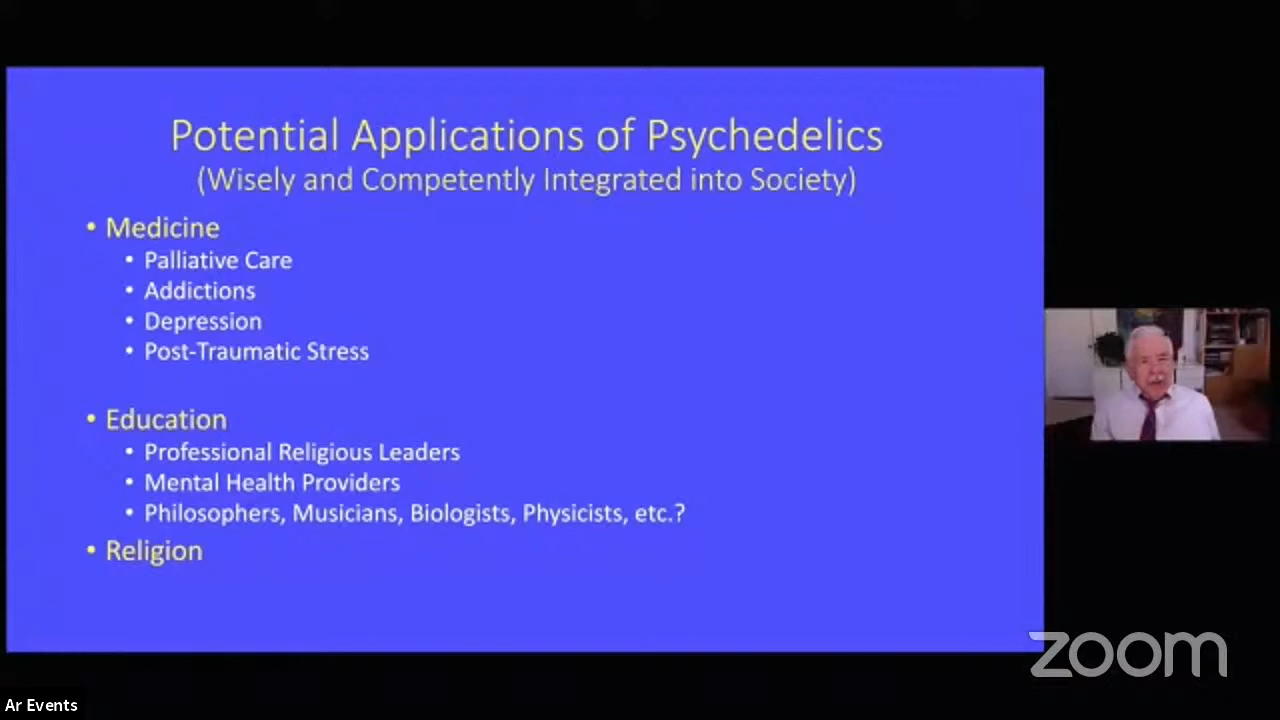 Potential Applications of Psychedelics
(Wisely and Competently Integrated into Society)
• Medicine
• Palliative Care
• Addictions
• Depression
• Post-Traumatic Stress
• Education
• Professional Religious Leaders
• Mental Health Providers
• Philosophers, Musicians, Biologists, Physicists, etc.?
• Religion
zoom
Ar Events